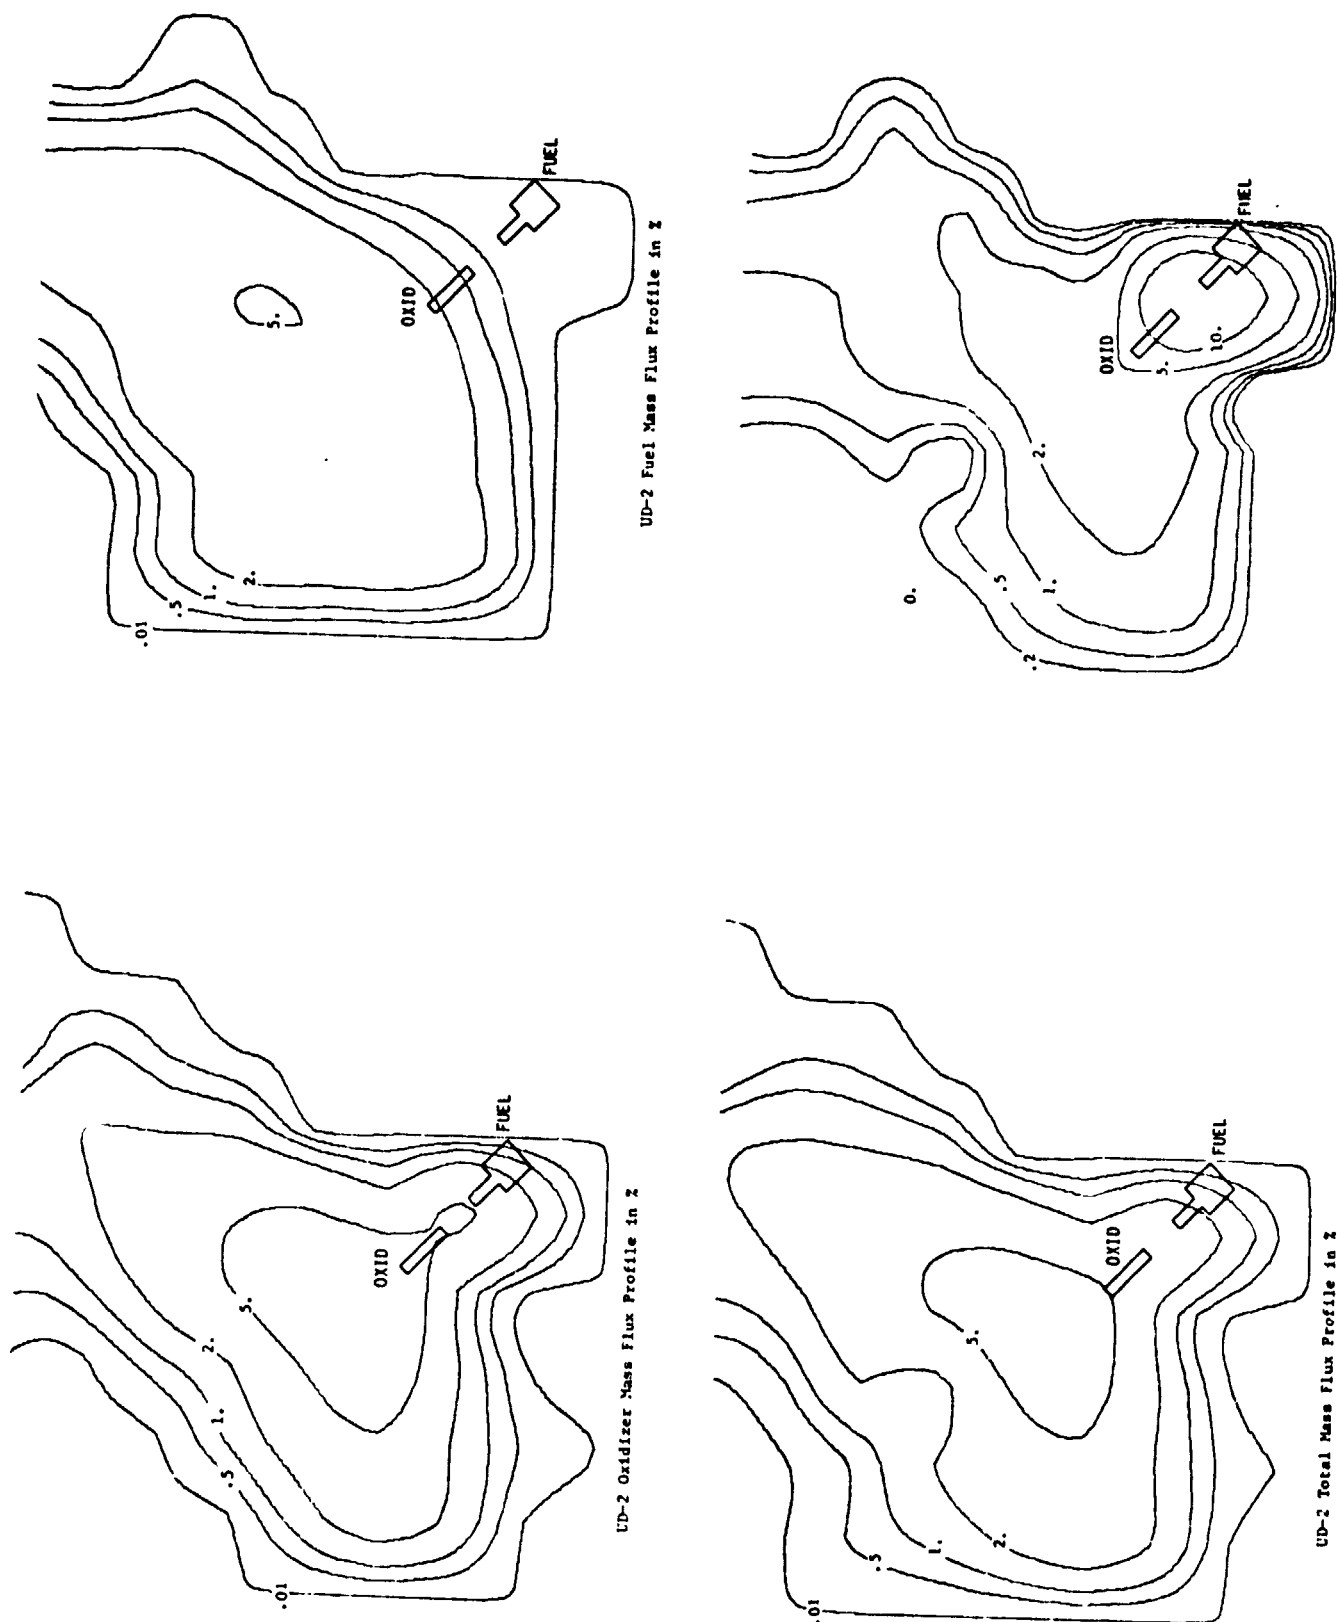 UD-2 Oxidizer Mass Flux Profile in %
OXID
FUEL
5.
2.
1.
.5
.01
UD-2 Fuel Mass Flux Profile in %
OXID
FUEL
5.
2.
1.
.5
.01
UD-2 Total Mass Flux Profile in %
OXID
FUEL
5.
2.
1.
.5
.01
OXID
FUEL
10.
5.
2.
1.
.5
.2
0.